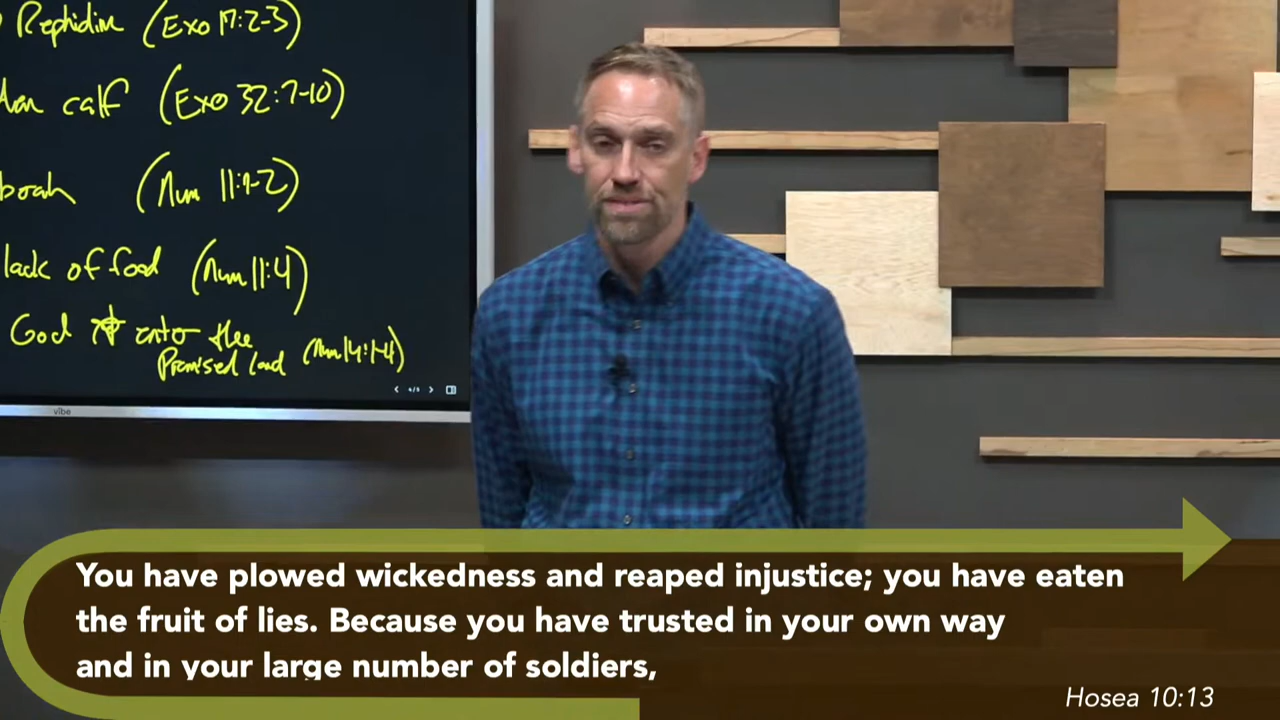 Rephidim (Exo 17:2-3)
calf (Exo 32:7-10)
(Num 11:1-2)
lack of food (Num 11:4)
God into the
Promised land (Num 14:1-4)
4/8
vibe
You have plowed wickedness and reaped injustice; you have eaten
the fruit of lies. Because you have trusted in your own way
and in your large number of soldiers,
Hosea 10:13